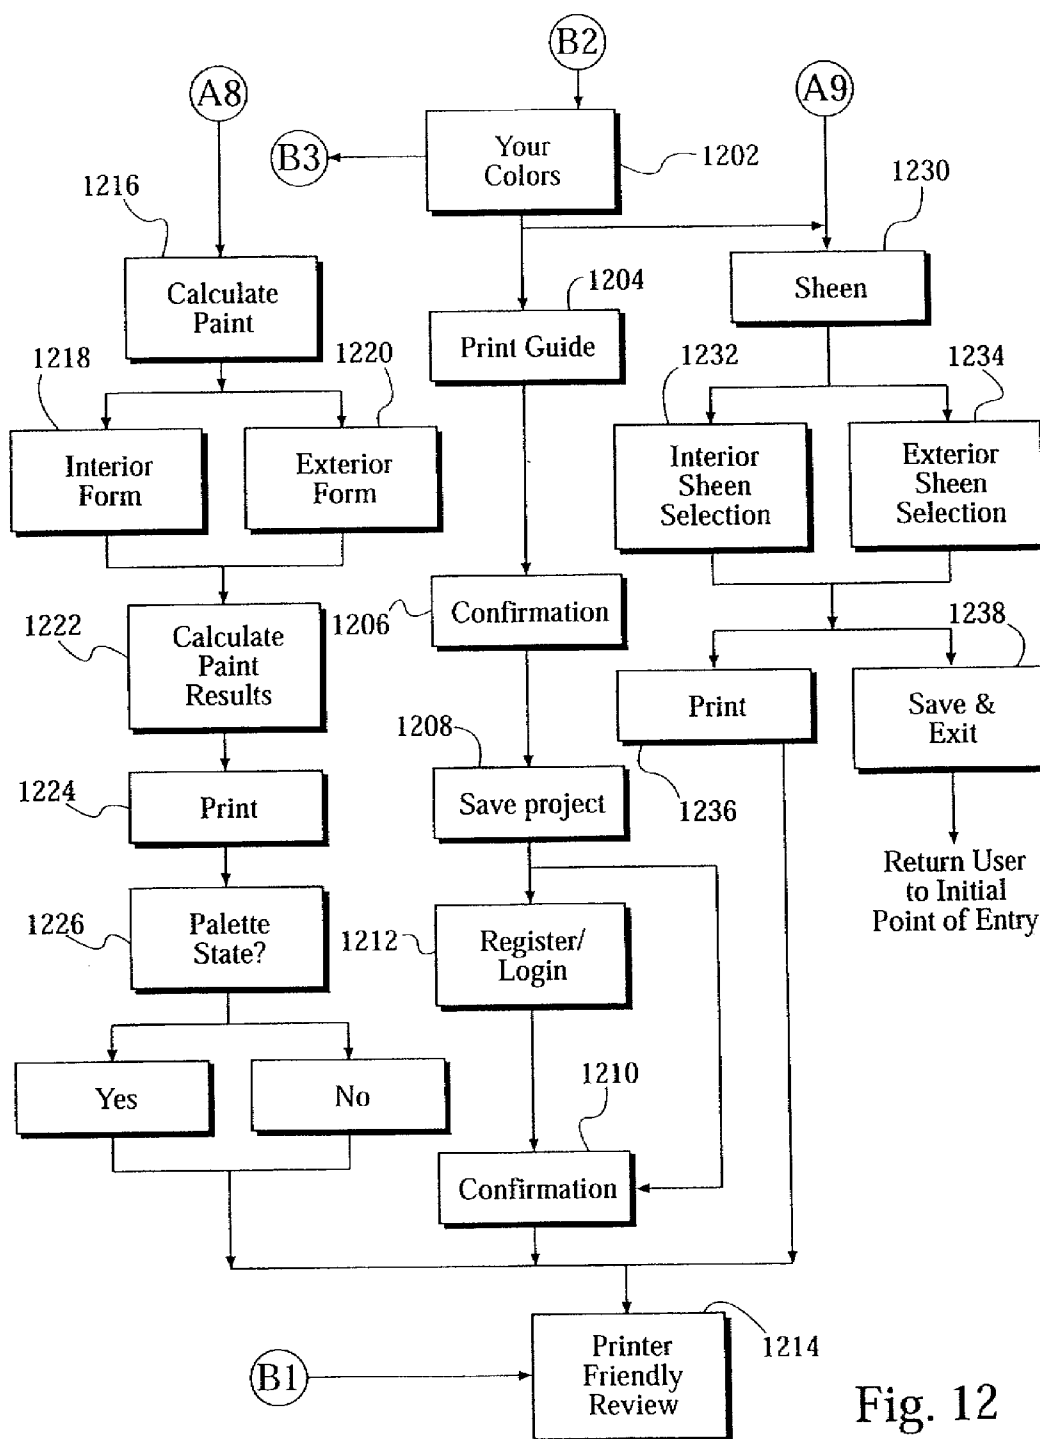 B2
A8
A9
B3
Your
Colors
1202
1216
1230
Calculate
Paint
1204
Sheen
Print Guide
1218
1220
1232
1234
Interior
Form
Exterior
Form
Interior
Sheen
Selection
Exterior
Sheen
Selection
1206
Confirmation
1222
Calculate
Paint
Results
1238
Print
Save &
Exit
1208
1236
1224
Print
Save project
Return User
to Initial
Point of Entry
1226
Palette
State?
1212
Register/
Login
Yes
No
1210
Confirmation
B1
Printer
Friendly
Review
1214
Fig. 12